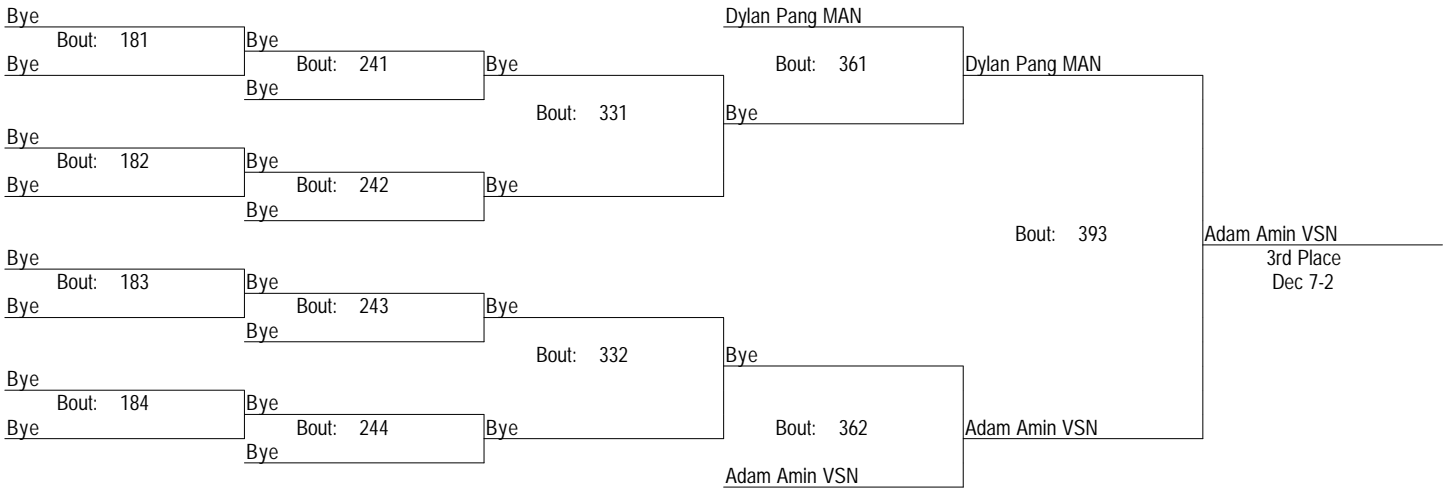 Bye Dylan Pang MAN
Bout: 181 Bye
Bye Bout: 241 Bye Bout: 361 Dylan Pang MAN
Bye
Bout: 331 Bye
Bye
Bout: 182 Bye
Bye Bout: 242 Bye
Bye
Bout: 393 Adam Amin VSN
Bye 3rd Place
Bout: 183 Bye Dec 7-2
Bye Bout: 243 Bye
Bye
Bout: 332 Bye
Bye
Bout: 184 Bye
Bye Bout: 244 Bye Bout: 362 Adam Amin VSN
Bye
Adam Amin VSN